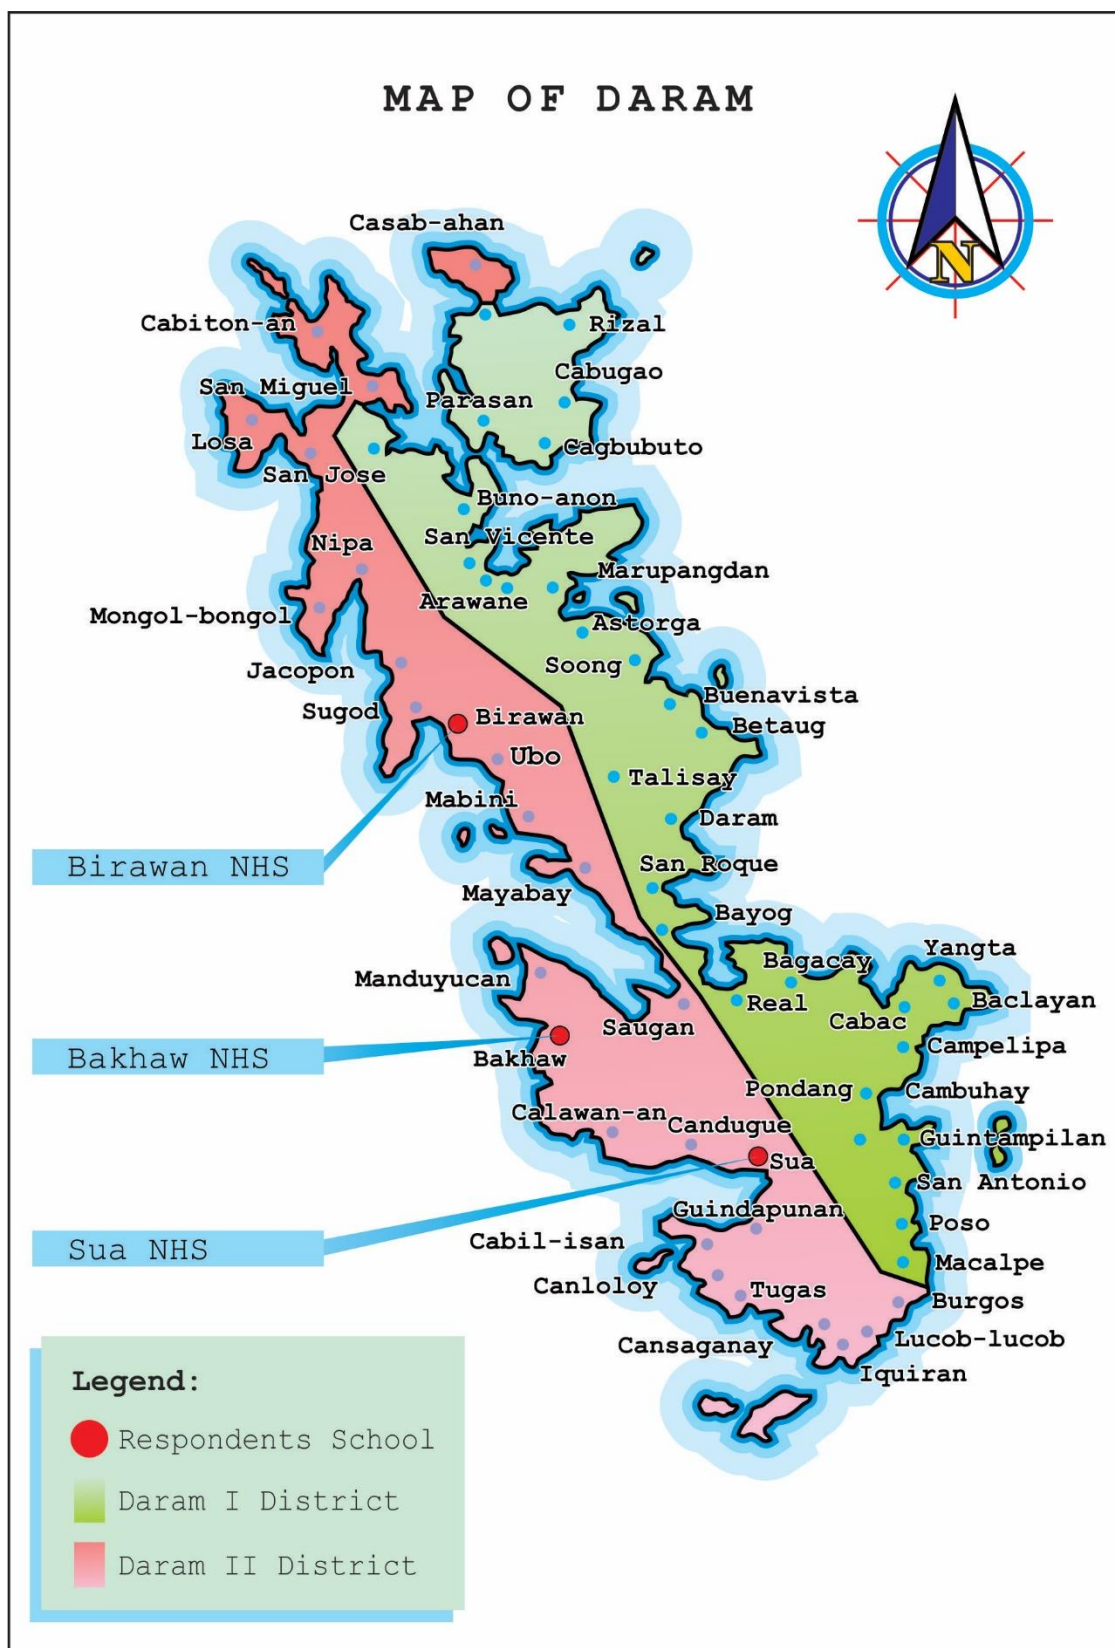 MAP OF DARAM
N
Casab-ahan
Cabiton-an
Rizal
Cabugao
San Miguel
Parasan
Losa
Cagbubuto
San Jose
Buno-anon
San Vicente
Nipa
Marupangdan
Arawane
Mongol-bongol
Astorga
Soong
Jacopon
Buenavista
Sugod
Birawan
Betaug
Ubo
Talisay
Mabini
Daram
Birawan NHS
San Roque
Mayabay
Bayog
Yangta
Bagacay
Manduyucan
Real
Baclayan
Saugan
Cabac
Bakhaw NHS
Bakhaw
Campelipa
Pondang
Cambuhay
Calawan-an
Candugue
Guintampilan
Sua
San Antonio
Guindapunan
Poso
Sua NHS
Cabil-isan
Macalpe
Canloloy
Tugas
Burgos
Cansaganay
Lucob-lucob
Iquiran
Legend:
Respondents School
Daram I District
Daram II District